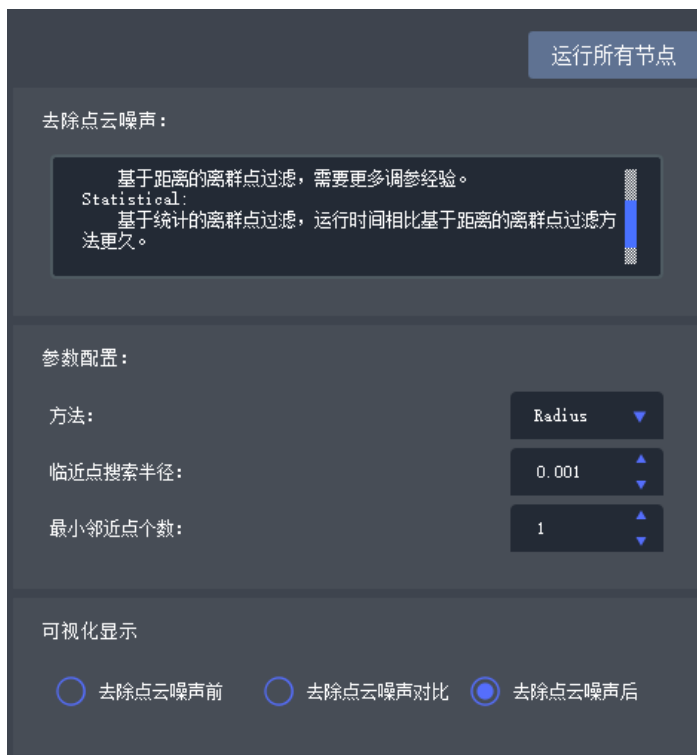 运行所有节点
去除点云噪声:
基于距离的离群点过滤，需要更多调参经验。
Statistical:
基于统计的离群点过滤，运行时间相比基于距离的离群点过滤方
法更久。
参数配置:
方法:
Radius
临近点搜索半径:
0.001
最小邻近点个数:
1
可视化显示
去除点云噪声前 去除点云噪声对比 去除点云噪声后